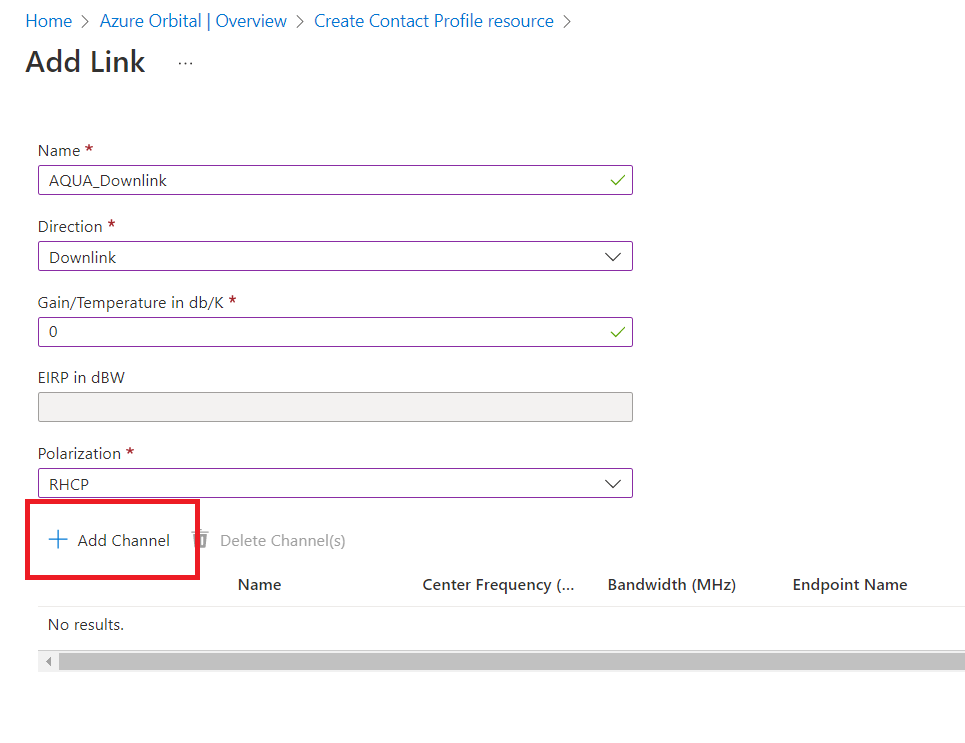 Home > Azure Orbital | Overview > Create Contact Profile resource >
Add Link ...
Name *
AQUA_Downlink
Direction *
Downlink
Gain/Temperature in db/K *
0
EIRP in dBW
Polarization *
RHCP
+ Add Channel Delete Channel(s)
Name Center Frequency (... Bandwidth (MHz) Endpoint Name
No results.